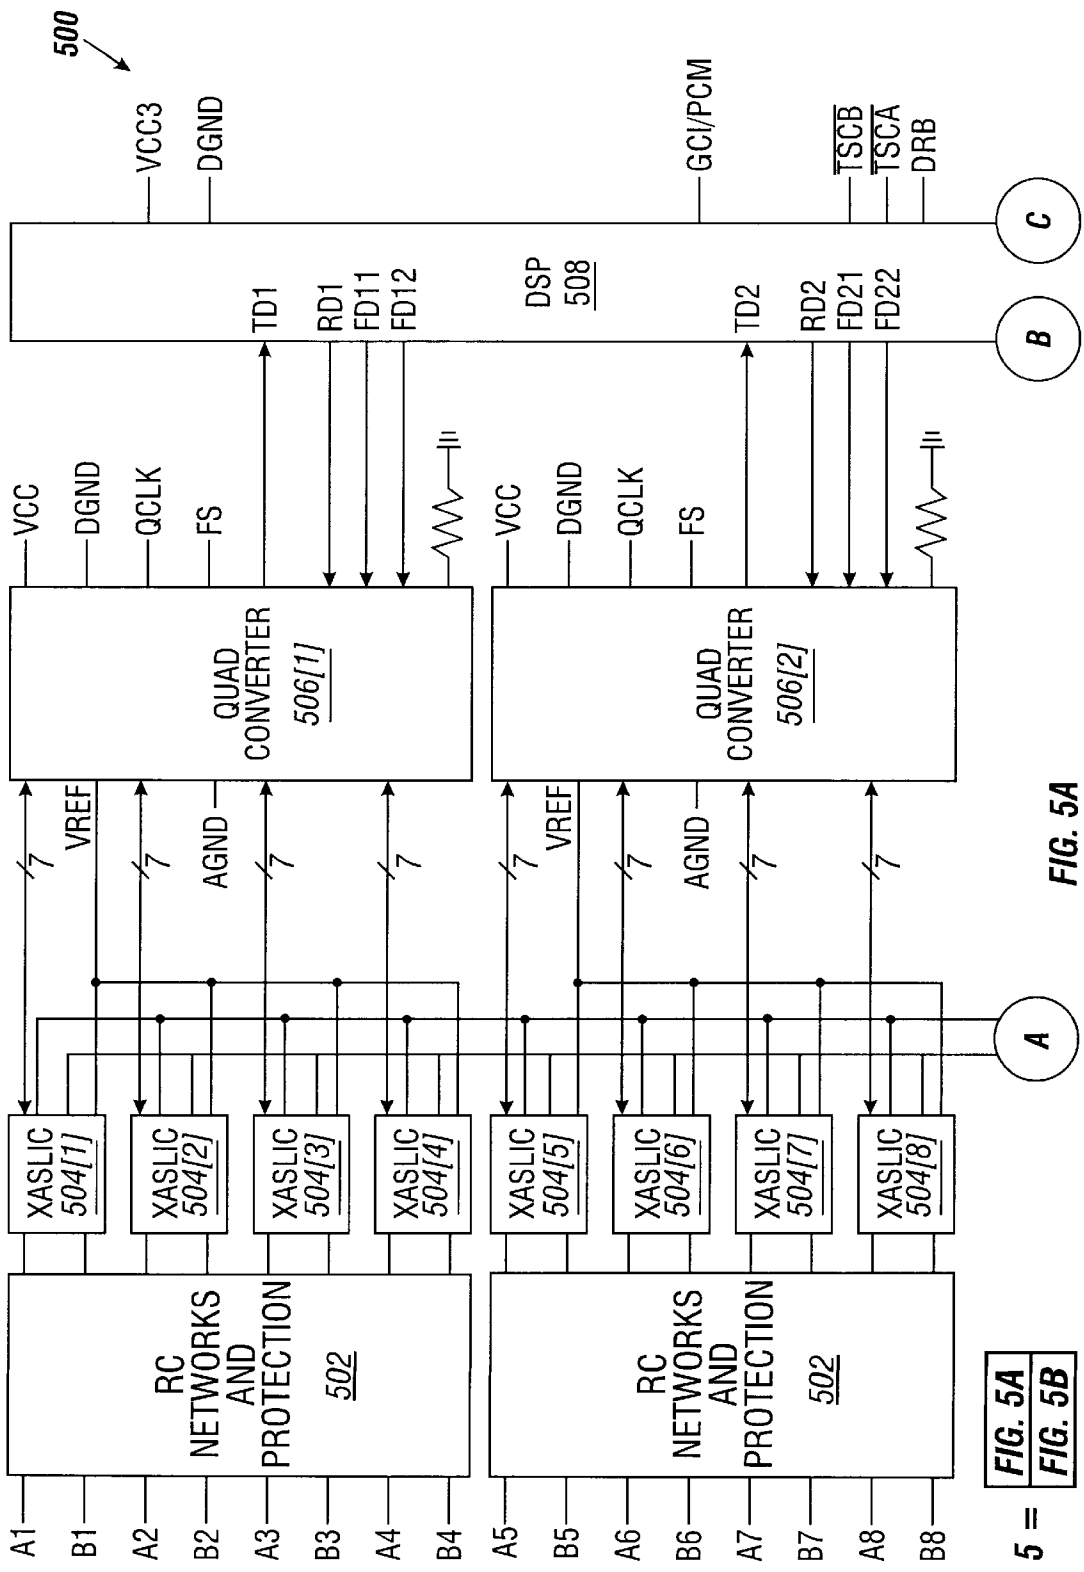 500
A1
B1
A2
B2
A3
B3
A4
B4
RC
NETWORKS
AND
PROTECTION
502
XASLIC
504[1]
XASLIC
504[2]
XASLIC
504[3]
XASLIC
504[4]
7
VREF
7
AGND
7
7
QUAD
CONVERTER
506[1]
VCC
DGND
QCLK
FS
TD1
RD1
FD11
FD12
VCC3
DGND
DSP
508
GCI/PCM
A5
B5
A6
B6
A7
B7
A8
B8
RC
NETWORKS
AND
PROTECTION
502
XASLIC
504[5]
XASLIC
504[6]
XASLIC
504[7]
XASLIC
504[8]
7
VREF
7
AGND
7
7
QUAD
CONVERTER
506[2]
VCC
DGND
QCLK
FS
TD2
RD2
FD21
FD22
TSCB
TSCA
DRB
A
B
C
5 =
FIG. 5A
FIG. 5B
FIG. 5A